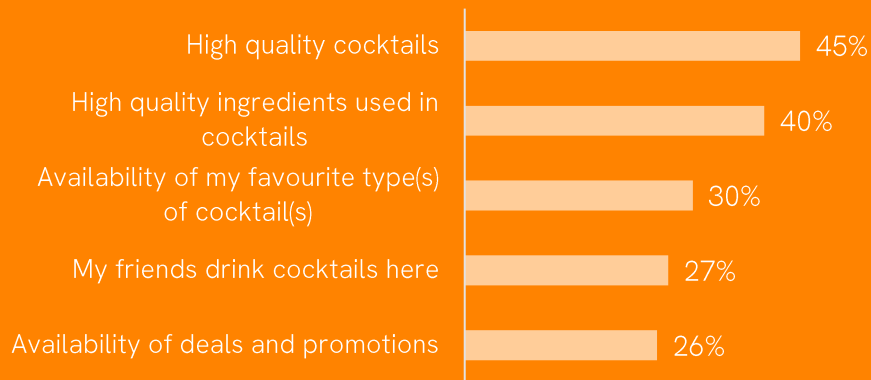 High quality cocktails
45%
High quality ingredients used in
cocktails
40%
Availability of my favourite type(s)
of cocktail(s)
30%
My friends drink cocktails here
27%
Availability of deals and promotions
26%